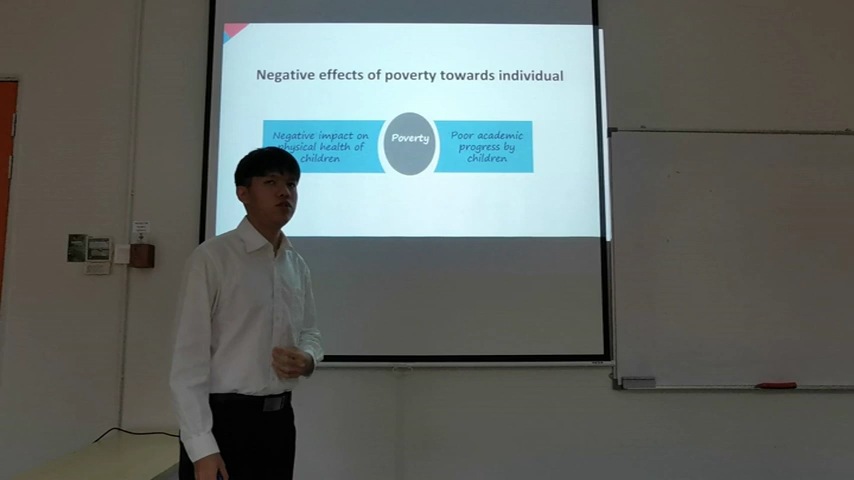 Negative effects of poverty towards individual
Negative impact on
physical health of
children
Poverty
Poor academic
progress by
children